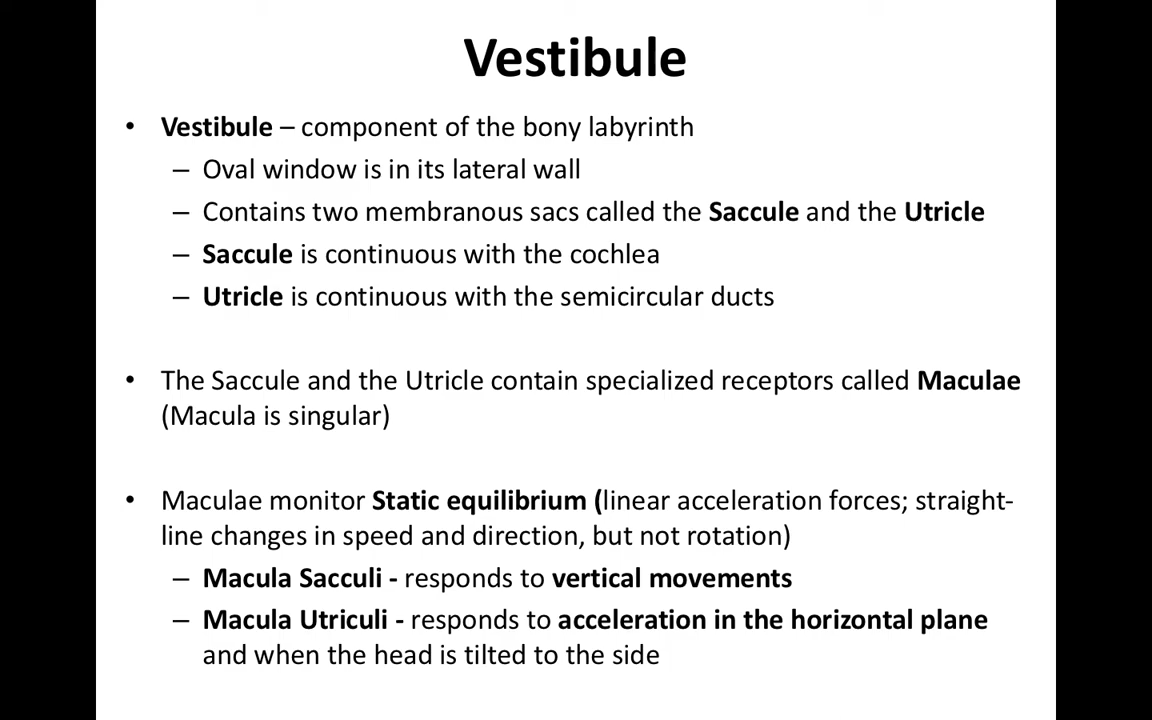 Vestibule
• Vestibule – component of the bony labyrinth
– Oval window is in its lateral wall
– Contains two membranous sacs called the Saccule and the Utricle
– Saccule is continuous with the cochlea
– Utricle is continuous with the semicircular ducts
• The Saccule and the Utricle contain specialized receptors called Maculae
(Macula is singular)
• Maculae monitor Static equilibrium (linear acceleration forces; straight-
line changes in speed and direction, but not rotation)
– Macula Sacculi - responds to vertical movements
– Macula Utriculi - responds to acceleration in the horizontal plane
and when the head is tilted to the side